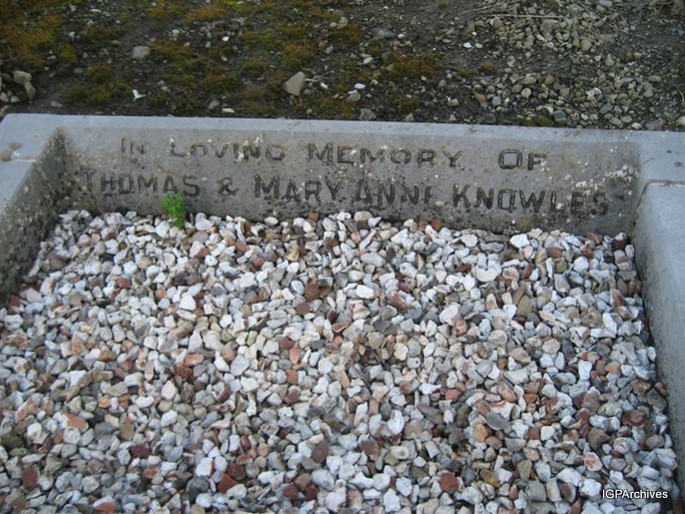 IN LOVING MEMORY OF
THOMAS & MARY ANNE KNOWLES
IGPArchives